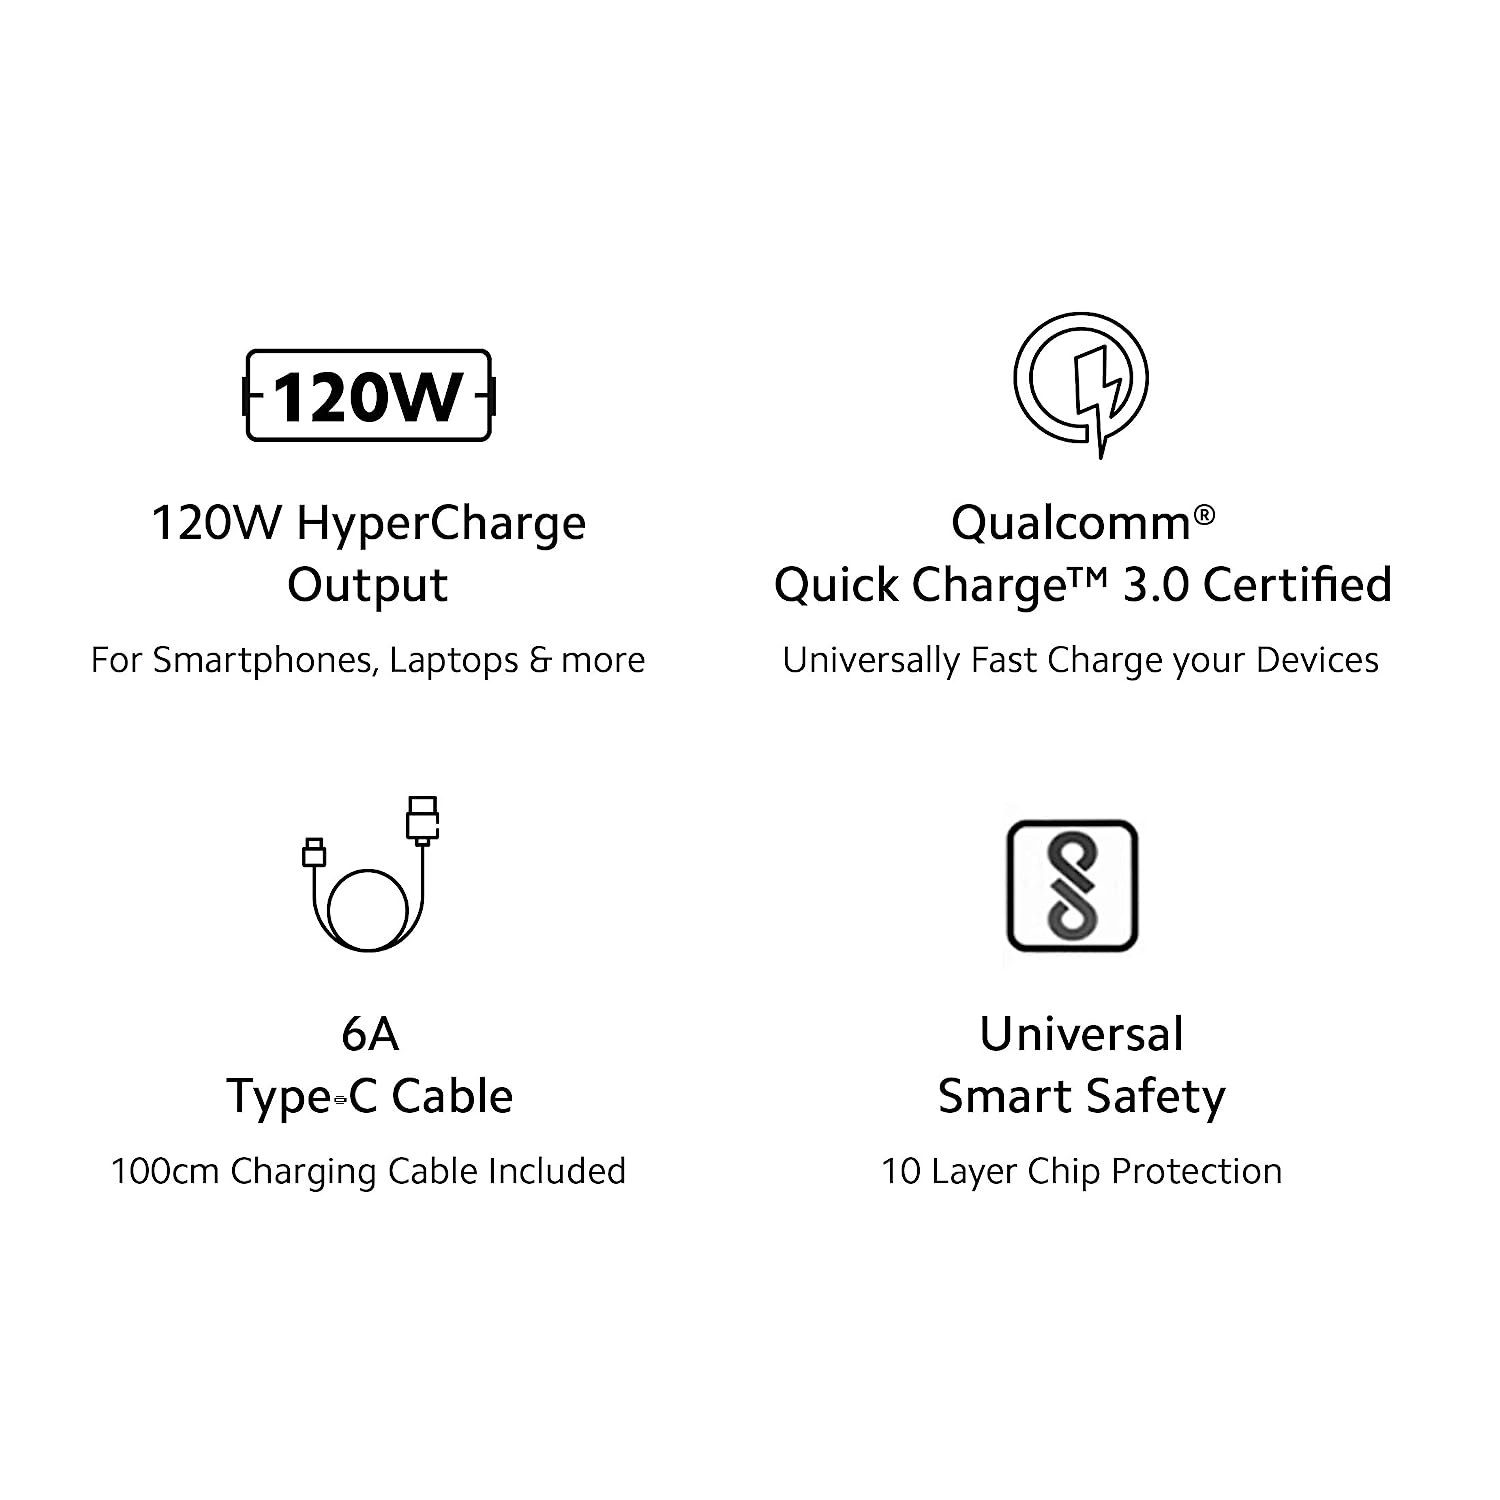 120W
120W HyperCharge
Output
For Smartphones, Laptops & more
Qualcomm®
Quick Charge™ 3.0 Certified
Universally Fast Charge your Devices
6A
Type-C Cable
100cm Charging Cable Included
Universal
Smart Safety
10 Layer Chip Protection